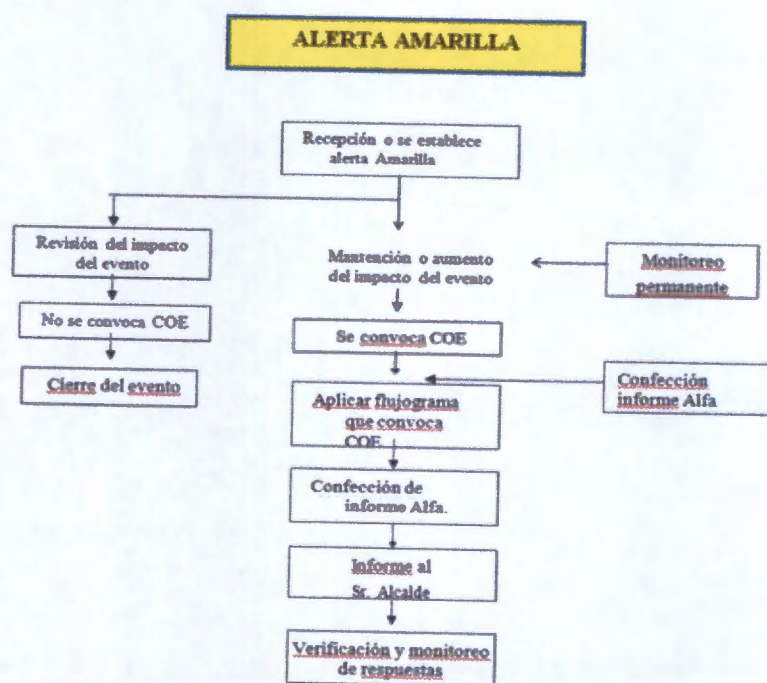 ALERTA AMARILLA
Recepción o se establece
alerta Amarilla
Revisión del impacto
del evento
No se convoca COE
Cierre del evento
Mantención o aumento
del impacto del evento
Monitoreo
permanente
Se convoca COE
Confección
informe Alfa
Aplicar flujograma
que convoca
COE
Confección de
informe Alfa.
Informe al
Sr. Alcalde
Verificación y monitoreo
de respuestas